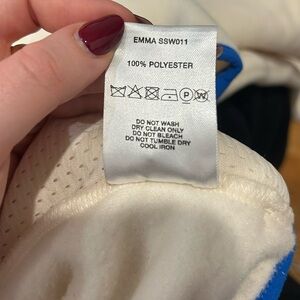 EMMA SSW011
100% POLYESTER
P W
DO NOT WASH
DRY CLEAN ONLY
DO NOT BLEACH
DO NOT TUMBLE DRY
COOL IRON